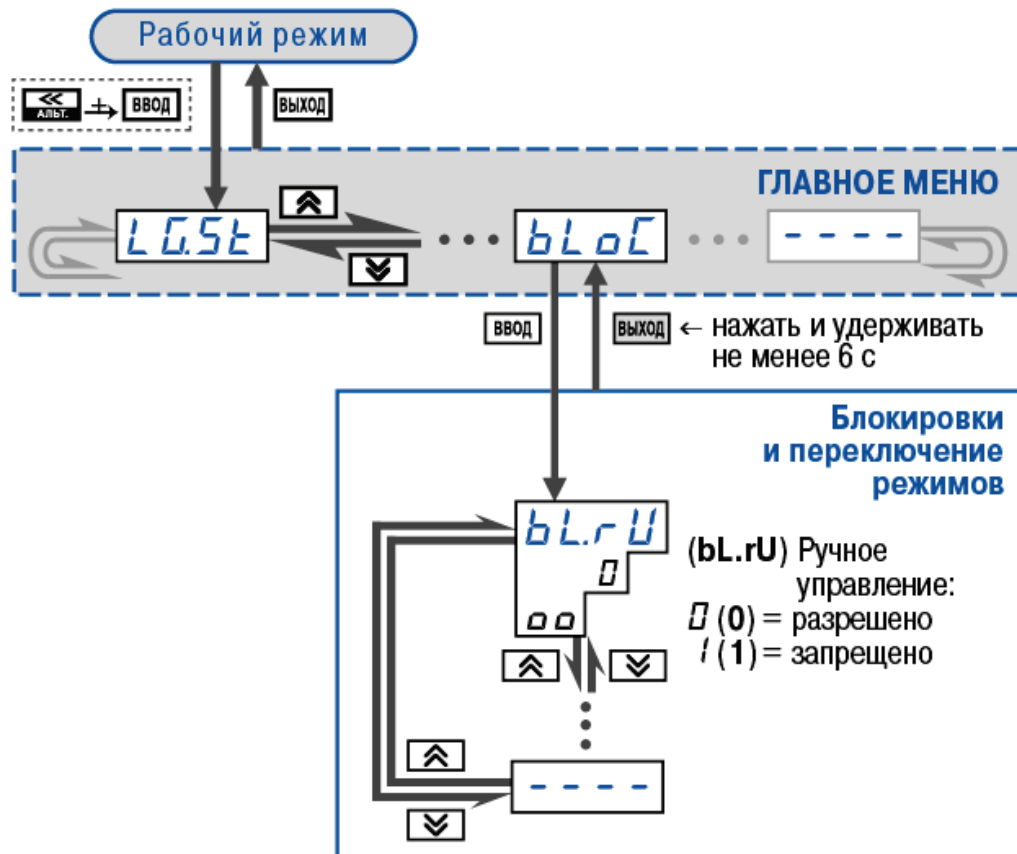 Рабочий режим
≪ АЛЬТ. + ВВОД
ВЫХОД
ГЛАВНОЕ МЕНЮ
LG.St
• • •
bLoC
• • •
- - - -
ВВОД
ВЫХОД ← нажать и удерживать
не менее 6 с
Блокировки
и переключение
режимов
bL.rU
0
oo
(bL.rU) Ручное
управление:
0 (0) = разрешено
1 (1) = запрещено
- - - -